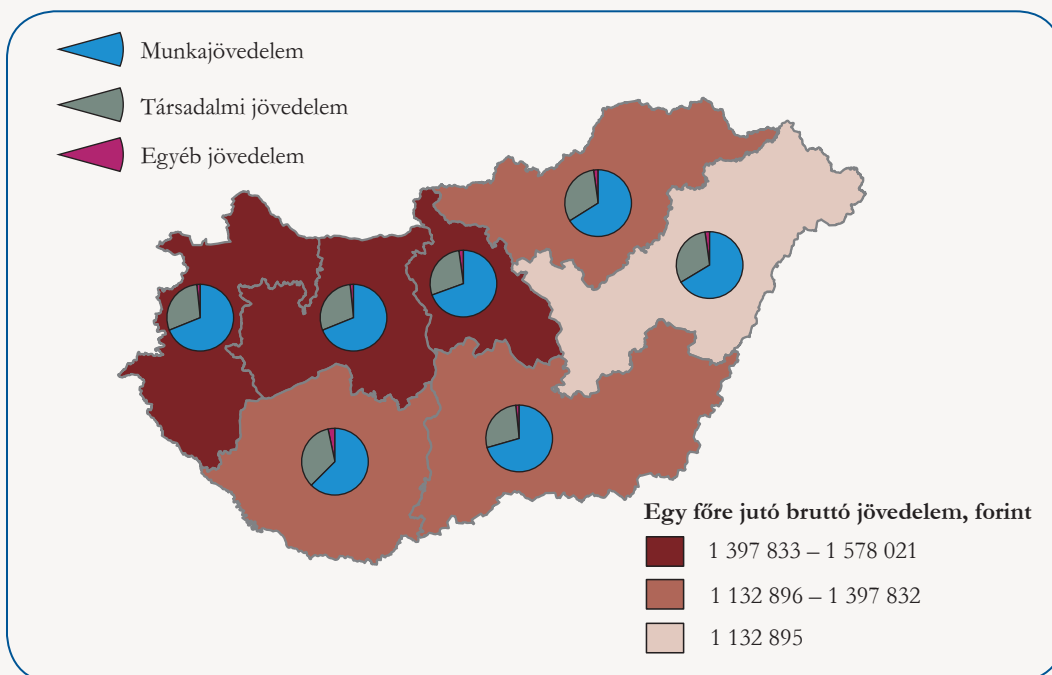 Munkajövedelem
Társadalmi jövedelem
Egyéb jövedelem
Egy főre jutó bruttó jövedelem, forint
1 397 833 – 1 578 021
1 132 896 – 1 397 832
1 132 895